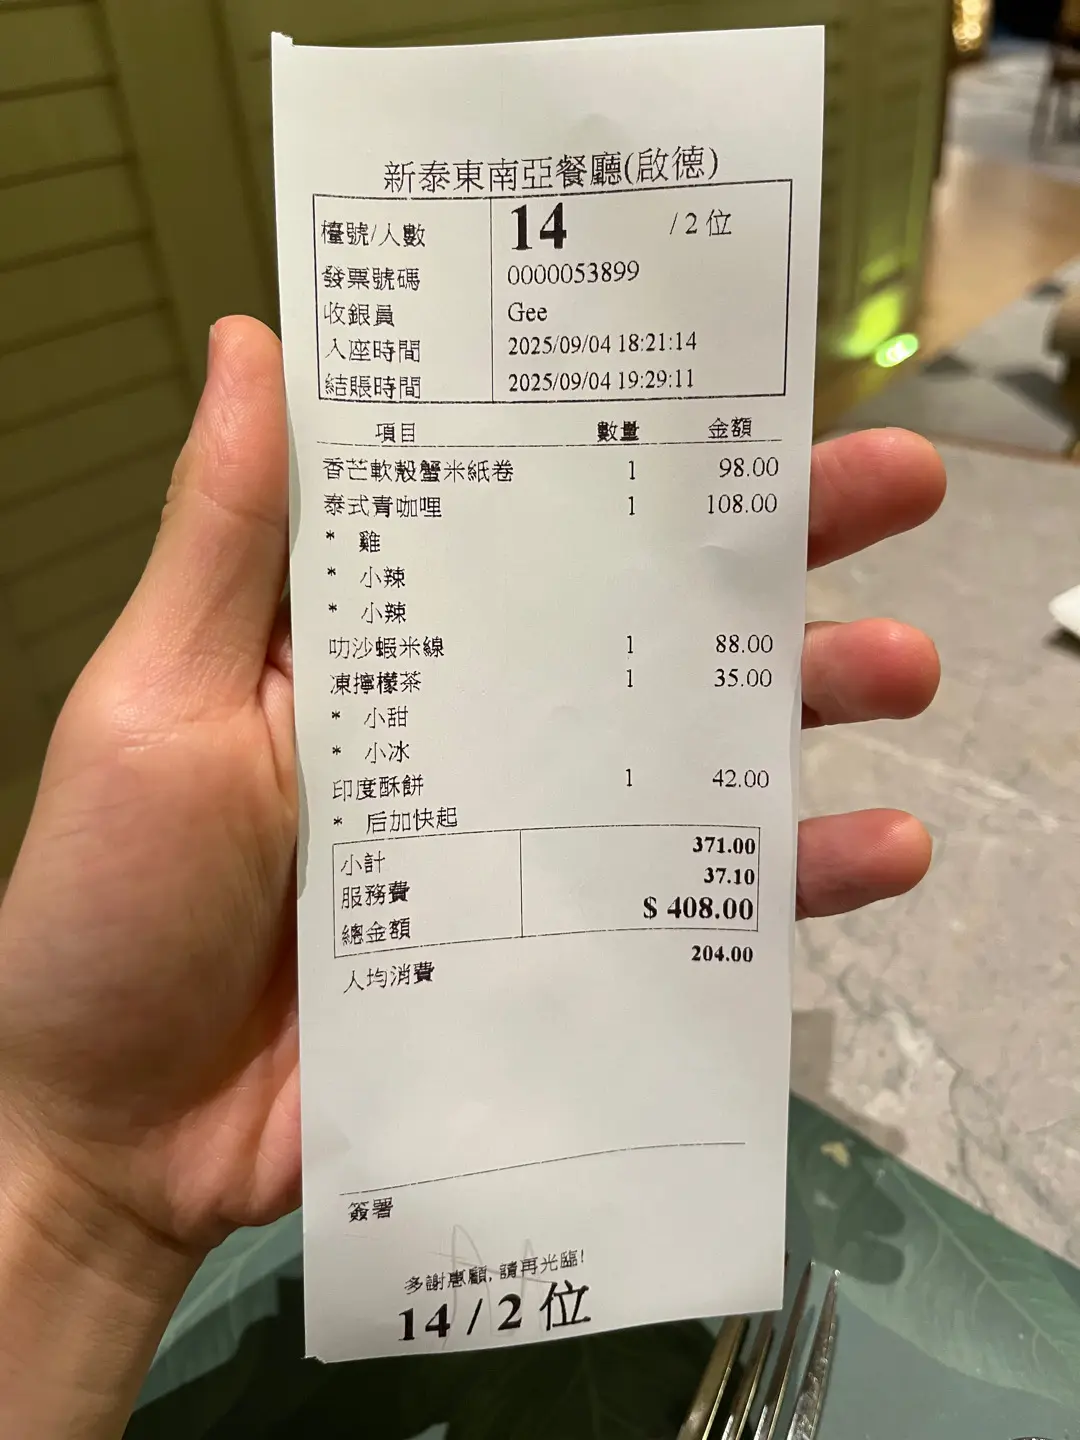 新泰東南亞餐廳(啟德)
檯號/人數 14 / 2 位
發票號碼 0000053899
收銀員 Gee
入座時間 2025/09/04 18:21:14
結賬時間 2025/09/04 19:29:11
項目 數量 金額
香芒軟殼蟹米紙卷 1 98.00
泰式青咖哩 1 108.00
* 雞
* 小辣
* 小辣
叻沙蝦米線 1 88.00
凍檸檬茶 1 35.00
* 小甜
* 小冰
印度酥餅 1 42.00
* 后加快起
小計 371.00
服務費 37.10
總金額 $ 408.00
人均消費 204.00
簽署
多謝惠顧, 請再光臨!
14 / 2 位